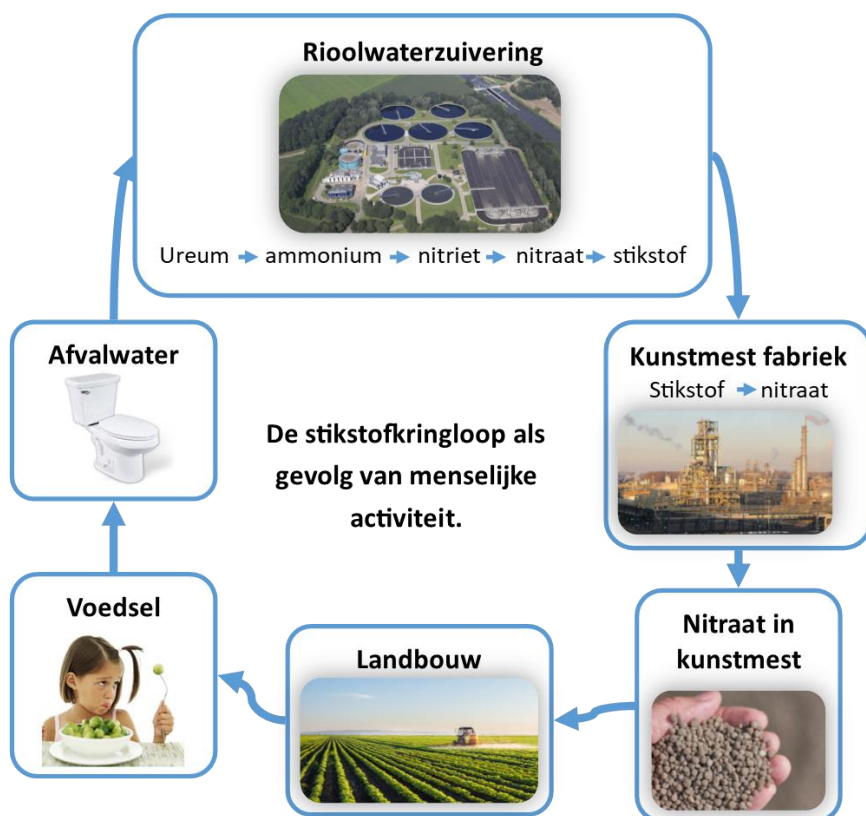 Rioolwaterzuivering
Ureum ammonium nitriet nitraat stikstof
Afvalwater
Kunstmest fabriek
Stikstof nitraat
De stikstofkringloop als
gevolg van menselijke
activiteit.
Voedsel
Landbouw
Nitraat in
kunstmest